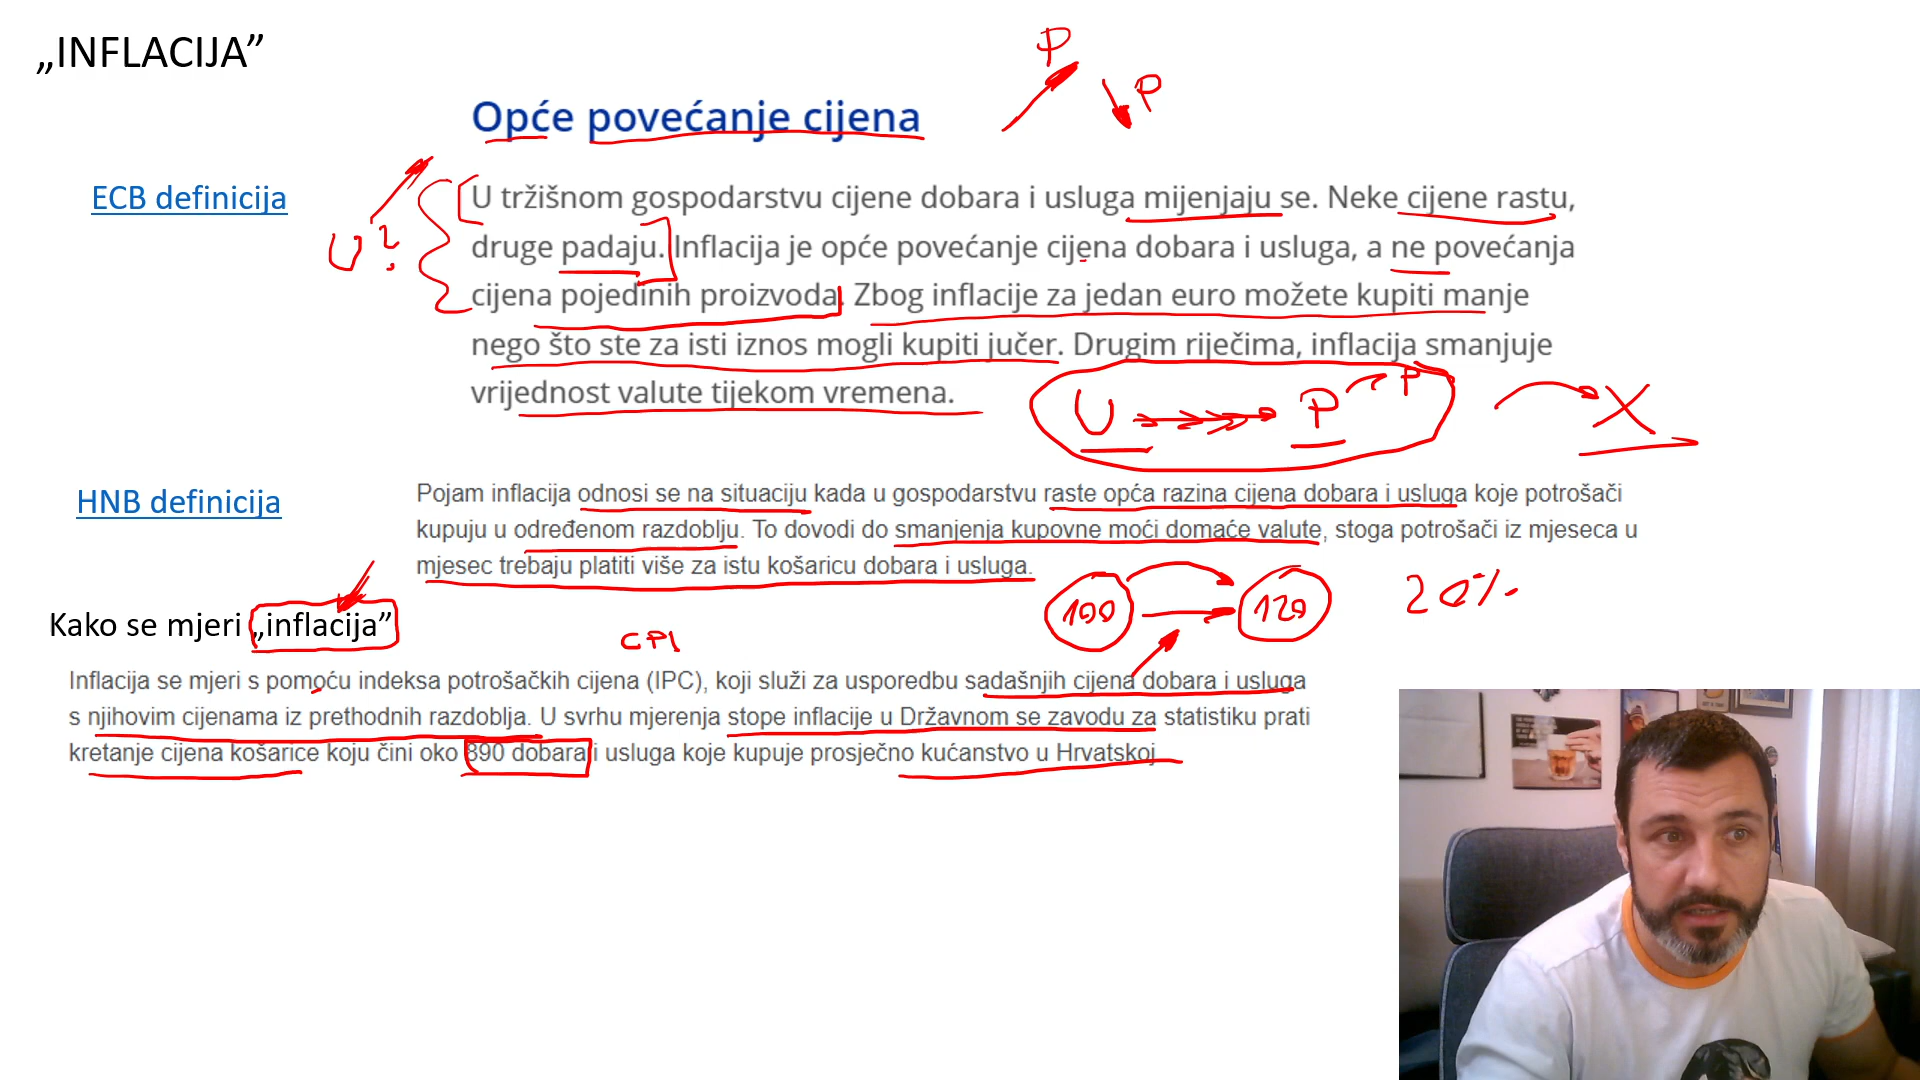 „INFLACIJA”
P
P
Opće povećanje cijena
ECB definicija
U tržišnom gospodarstvu cijene dobara i usluga mijenjaju se. Neke cijene rastu,
druge padaju. Inflacija je opće povećanje cijena dobara i usluga, a ne povećanja
cijena pojedinih proizvoda. Zbog inflacije za jedan euro možete kupiti manje
nego što ste za isti iznos mogli kupiti jučer. Drugim riječima, inflacija smanjuje
vrijednost valute tijekom vremena.
U?
U P P X
HNB definicija
Pojam inflacija odnosi se na situaciju kada u gospodarstvu raste opća razina cijena dobara i usluga koje potrošači
kupuju u određenom razdoblju. To dovodi do smanjenja kupovne moći domaće valute, stoga potrošači iz mjeseca u
mjesec trebaju platiti više za istu košaricu dobara i usluga.
100 120 20%
Kako se mjeri „inflacija”
CPI
Inflacija se mjeri s pomoću indeksa potrošačkih cijena (IPC), koji služi za usporedbu sadašnjih cijena dobara i usluga
s njihovim cijenama iz prethodnih razdoblja. U svrhu mjerenja stope inflacije u Državnom se zavodu za statistiku prati
kretanje cijena košarice koju čini oko 890 dobara i usluga koje kupuje prosječno kućanstvo u Hrvatskoj.